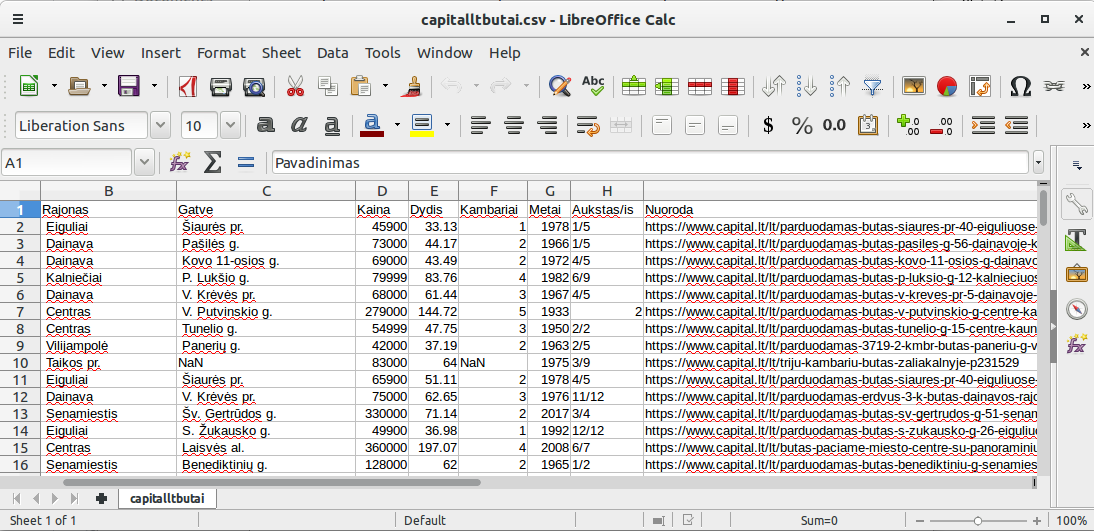 capitalltbutai.csv - LibreOffice Calc
File Edit View Insert Format Sheet Data Tools Window Help
Abc
Liberation Sans 10 a a a a $ % 0.0
A1 Pavadinimas
B C D E F G H
1 Rajonas Gatve Kaina Dydis Kambariai Metai Aukstas/is Nuoroda
2 Eiguliai Šiaurės pr. 45900 33.13 1 1978 1/5 https://www.capital.lt/lt/parduodamas-butas-siaures-pr-40-eiguliuose-
3 Dainava Pašilės g. 73000 44.17 2 1966 1/5 https://www.capital.lt/lt/parduodamas-butas-pasiles-g-56-dainavoje-k
4 Dainava Kovo 11-osios g. 69000 43.49 2 1972 4/5 https://www.capital.lt/lt/parduodamas-butas-kovo-11-osios-g-dainavo
5 Kalniečiai P. Lukšio g. 79999 83.76 4 1982 6/9 https://www.capital.lt/lt/parduodamas-butas-p-luksio-g-12-kalnieciuos
6 Dainava V. Krėvės pr. 68000 61.44 3 1967 4/5 https://www.capital.lt/lt/parduodamas-butas-v-kreves-pr-5-dainavoje-
7 Centras V. Putvinskio g. 279000 144.72 5 1933 2 https://www.capital.lt/lt/parduodamas-butas-v-putvinskio-g-centre-ka
8 Centras Tunelio g. 54999 47.75 3 1950 2/2 https://www.capital.lt/lt/parduodamas-butas-tunelio-g-15-centre-kaun
9 Vilijampolė Panerių g. 42000 37.19 2 1963 2/5 https://www.capital.lt/lt/parduodamas-3719-2-kmbr-butas-paneriu-g-v
10 Taikos pr. NaN 83000 64 NaN 1975 3/9 https://www.capital.lt/lt/triju-kambariu-butas-zaliakalnyje-p231529
11 Eiguliai Šiaurės pr. 65900 51.11 2 1978 4/5 https://www.capital.lt/lt/parduodamas-butas-siaures-pr-40-eiguliuose-
12 Dainava V. Krėvės pr. 75000 62.65 3 1976 11/12 https://www.capital.lt/lt/parduodamas-erdvus-3-k-butas-dainavos-rajo
13 Senamiestis Šv. Gertrūdos g. 330000 71.14 2 2017 3/4 https://www.capital.lt/lt/parduodamas-butas-sv-gertrudos-g-51-senan
14 Eiguliai S. Žukausko g. 49900 36.98 1 1992 12/12 https://www.capital.lt/lt/parduodamas-butas-s-zukausko-g-26-eiguliuo
15 Centras Laisvės al. 360000 197.07 4 2008 6/7 https://www.capital.lt/lt/butas-paciame-miesto-centre-su-panoraminiu
16 Senamiestis Benediktinių g. 128000 62 2 1965 1/2 https://www.capital.lt/lt/parduodamas-butas-benediktiniu-g-senamies
capitalltbutai
Sheet 1 of 1 Default Sum=0 100%